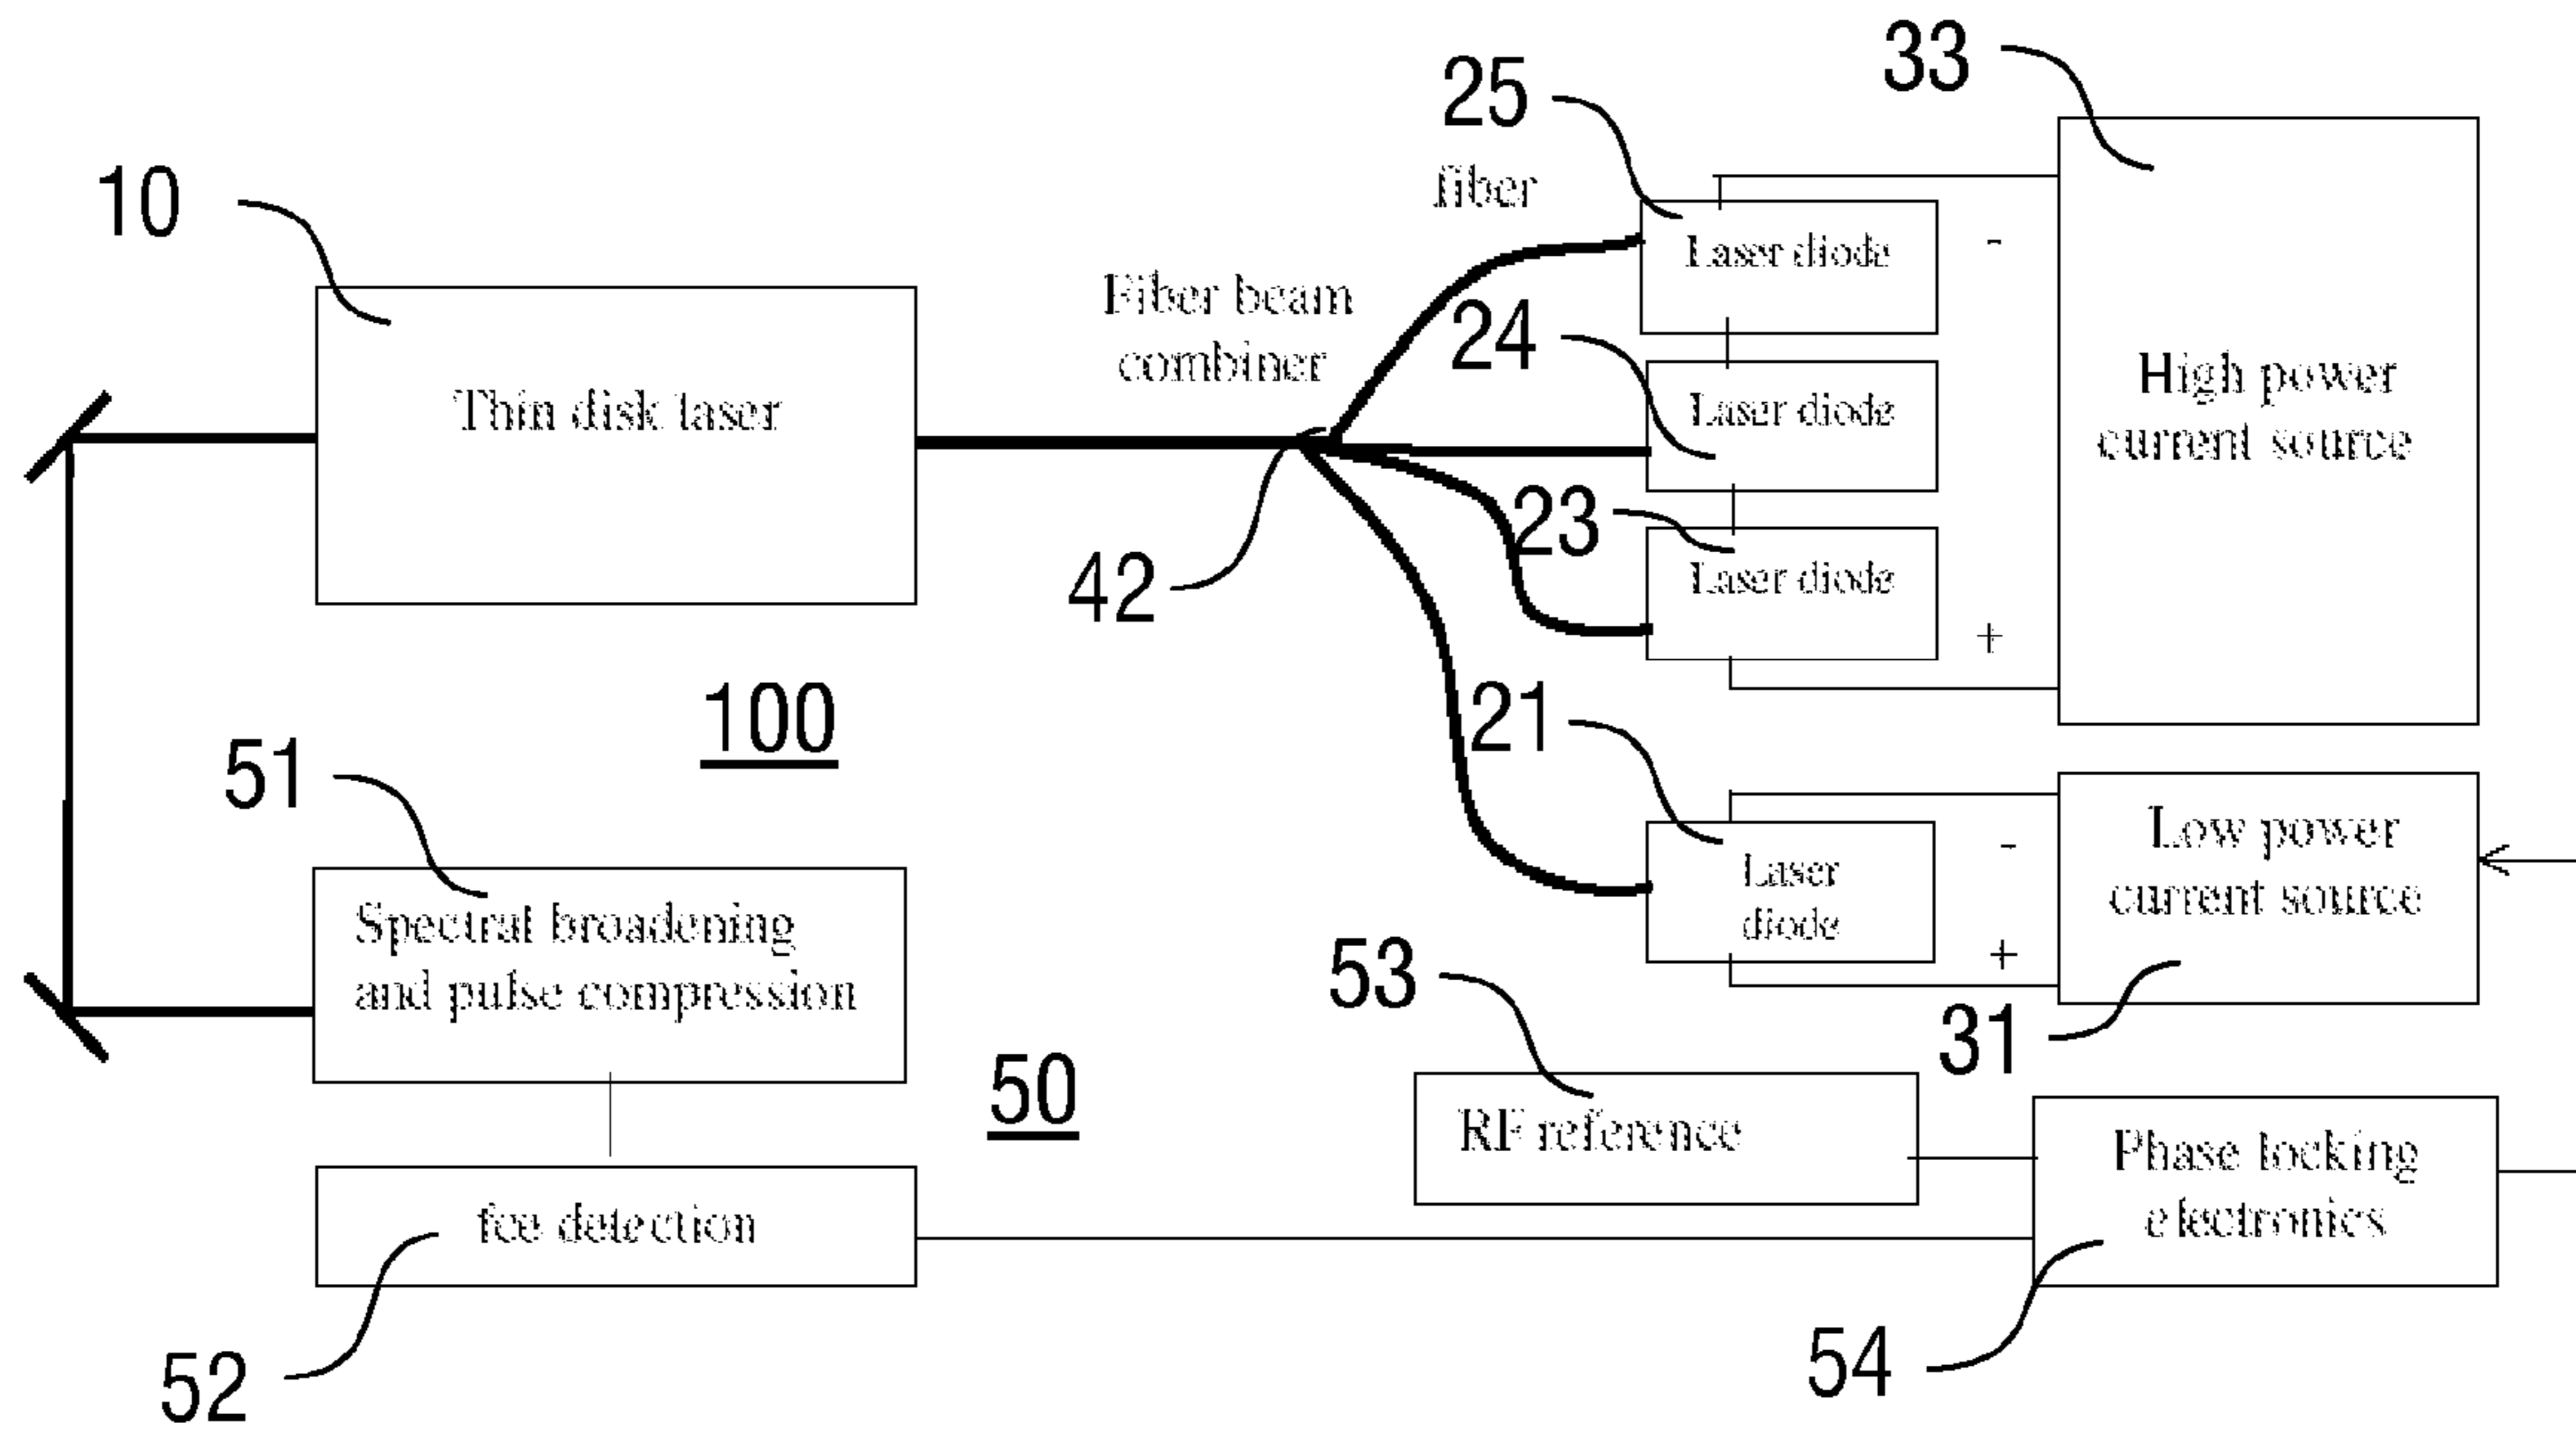 33
25
fiber
10
Laser diode
-
Fiber beam
combiner
24
Laser diode
High power
current source
Thin disk laser
42
23
Laser diode
+
100
21
51
Low power
current source
-
Laser
diode
+
Spectral broadening
and pulse compression
53
31
50
RF reference
Phase locking
electronics
fce detection
52
54